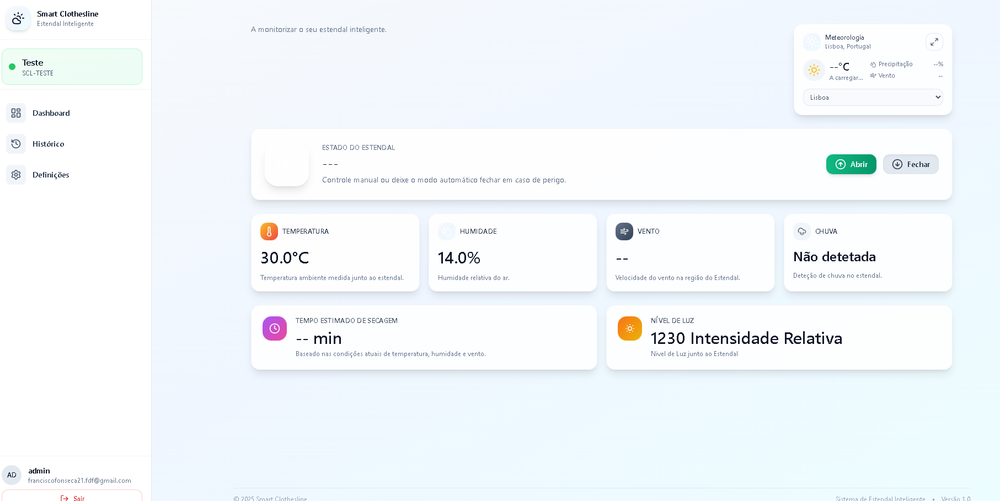 Smart Clothesline
Estendal Inteligente
Teste
SCL-TESTE
Dashboard
Histórico
Definições
AD
admin
franciscofonseca21.fdf@gmail.com
Sair
A monitorizar o seu estendal inteligente.
Meteorologia
Lisboa, Portugal
--°C
A carregar...
Precipitação --%
Vento --
Lisboa
ESTADO DO ESTENDAL
---
Controle manual ou deixe o modo automático fechar em caso de perigo.
Abrir
Fechar
TEMPERATURA
30.0°C
Temperatura ambiente medida junto ao estendal.
HUMIDADE
14.0%
Humidade relativa do ar.
VENTO
--
Velocidade do vento na região do Estendal.
CHUVA
Não detetada
Deteção de chuva no estendal.
TEMPO ESTIMADO DE SECAGEM
-- min
Baseado nas condições atuais de temperatura, humidade e vento.
NÍVEL DE LUZ
1230 Intensidade Relativa
Nivel de Luz junto ao Estendal
© 2025 Smart Clothesline
Sistema de Estendal Inteligente • Versão 1.0